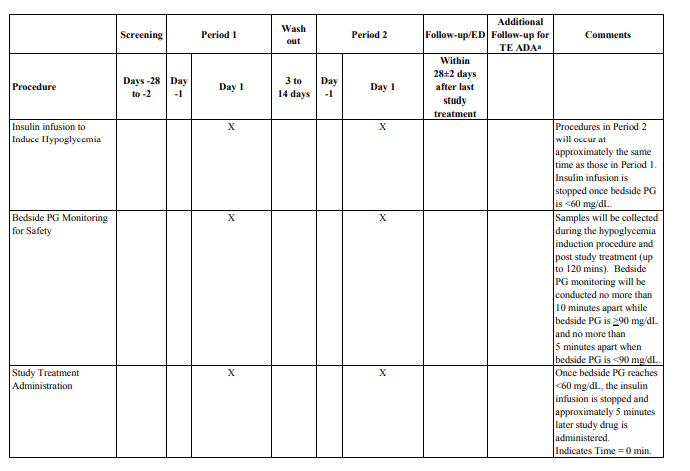 Screening Period 1 Wash out Period 2 Follow-up/ED Additional Follow-up for TE ADAa Comments
Procedure Days -28 to -2 Day -1 Day 1 3 to 14 days Day -1 Day 1 Within 28±2 days after last study treatment
Insulin infusion to
Induce Hypoglycemia
X
X
Procedures in Period 2
will occur at
approximately the same
time as those in Period 1.
Insulin infusion is
stopped once bedside PG
is <60 mg/dL.
Bedside PG Monitoring
for Safety
X
X
Samples will be collected
during the hypoglycemia
induction procedure and
post study treatment (up
to 120 mins). Bedside
PG monitoring will be
conducted no more than
10 minutes apart while
bedside PG is ≥90 mg/dL
and no more than
5 minutes apart when
bedside PG is <90 mg/dL.
Study Treatment
Administration
X
X
Once bedside PG reaches
<60 mg/dL, the insulin
infusion is stopped and
approximately 5 minutes
later study drug is
administered.
Indicates Time = 0 min.